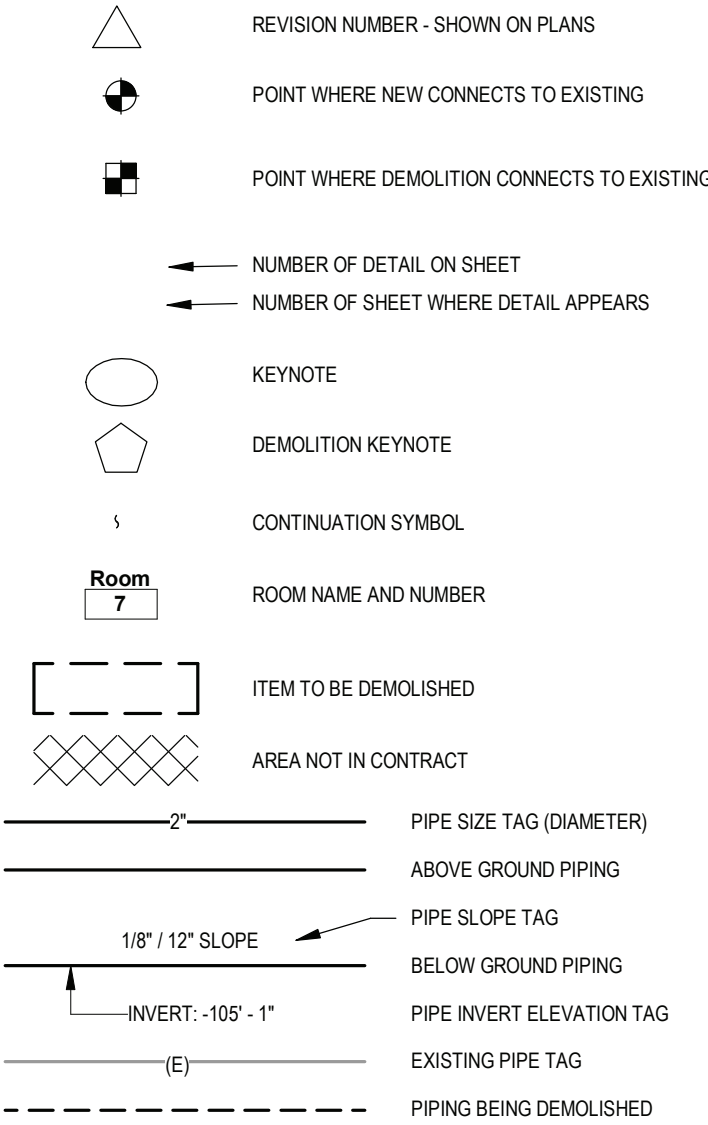 REVISION NUMBER - SHOWN ON PLANS
POINT WHERE NEW CONNECTS TO EXISTING
POINT WHERE DEMOLITION CONNECTS TO EXISTING
NUMBER OF DETAIL ON SHEET
NUMBER OF SHEET WHERE DETAIL APPEARS
KEYNOTE
DEMOLITION KEYNOTE
CONTINUATION SYMBOL
Room
7
ROOM NAME AND NUMBER
ITEM TO BE DEMOLISHED
AREA NOT IN CONTRACT
2" PIPE SIZE TAG (DIAMETER)
ABOVE GROUND PIPING
PIPE SLOPE TAG
1/8" / 12" SLOPE
BELOW GROUND PIPING
INVERT: -105' - 1" PIPE INVERT ELEVATION TAG
(E) EXISTING PIPE TAG
PIPING BEING DEMOLISHED